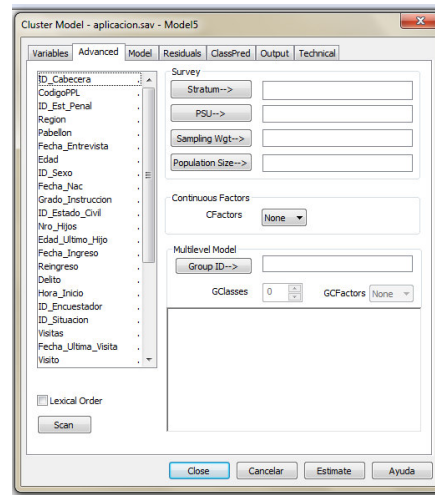 Cluster Model - aplicacion.sav - Model5
Variables Advanced Model Residuals ClassPred Output Technical
ID_Cabecera
CodigoPPL
ID_Est_Penal
Region
Pabellon
Fecha_Entrevista
Edad
ID_Sexo
Fecha_Nac
Grado_Instruccion
ID_Estado_Civil
Nro_Hijos
Edad_Ultimo_Hijo
Fecha_Ingreso
Reingreso
Delito
Hora_Inicio
ID_Encuestador
ID_Situacion
Visitas
Fecha_Ultima_Visita
Visito
Lexical Order
Scan
Survey
Stratum-->
PSU-->
Sampling Wgt-->
Population Size-->
Continuous Factors
CFactors None
Multilevel Model
Group ID-->
GClasses 0 GCFactors None
Close Cancelar Estimate Ayuda